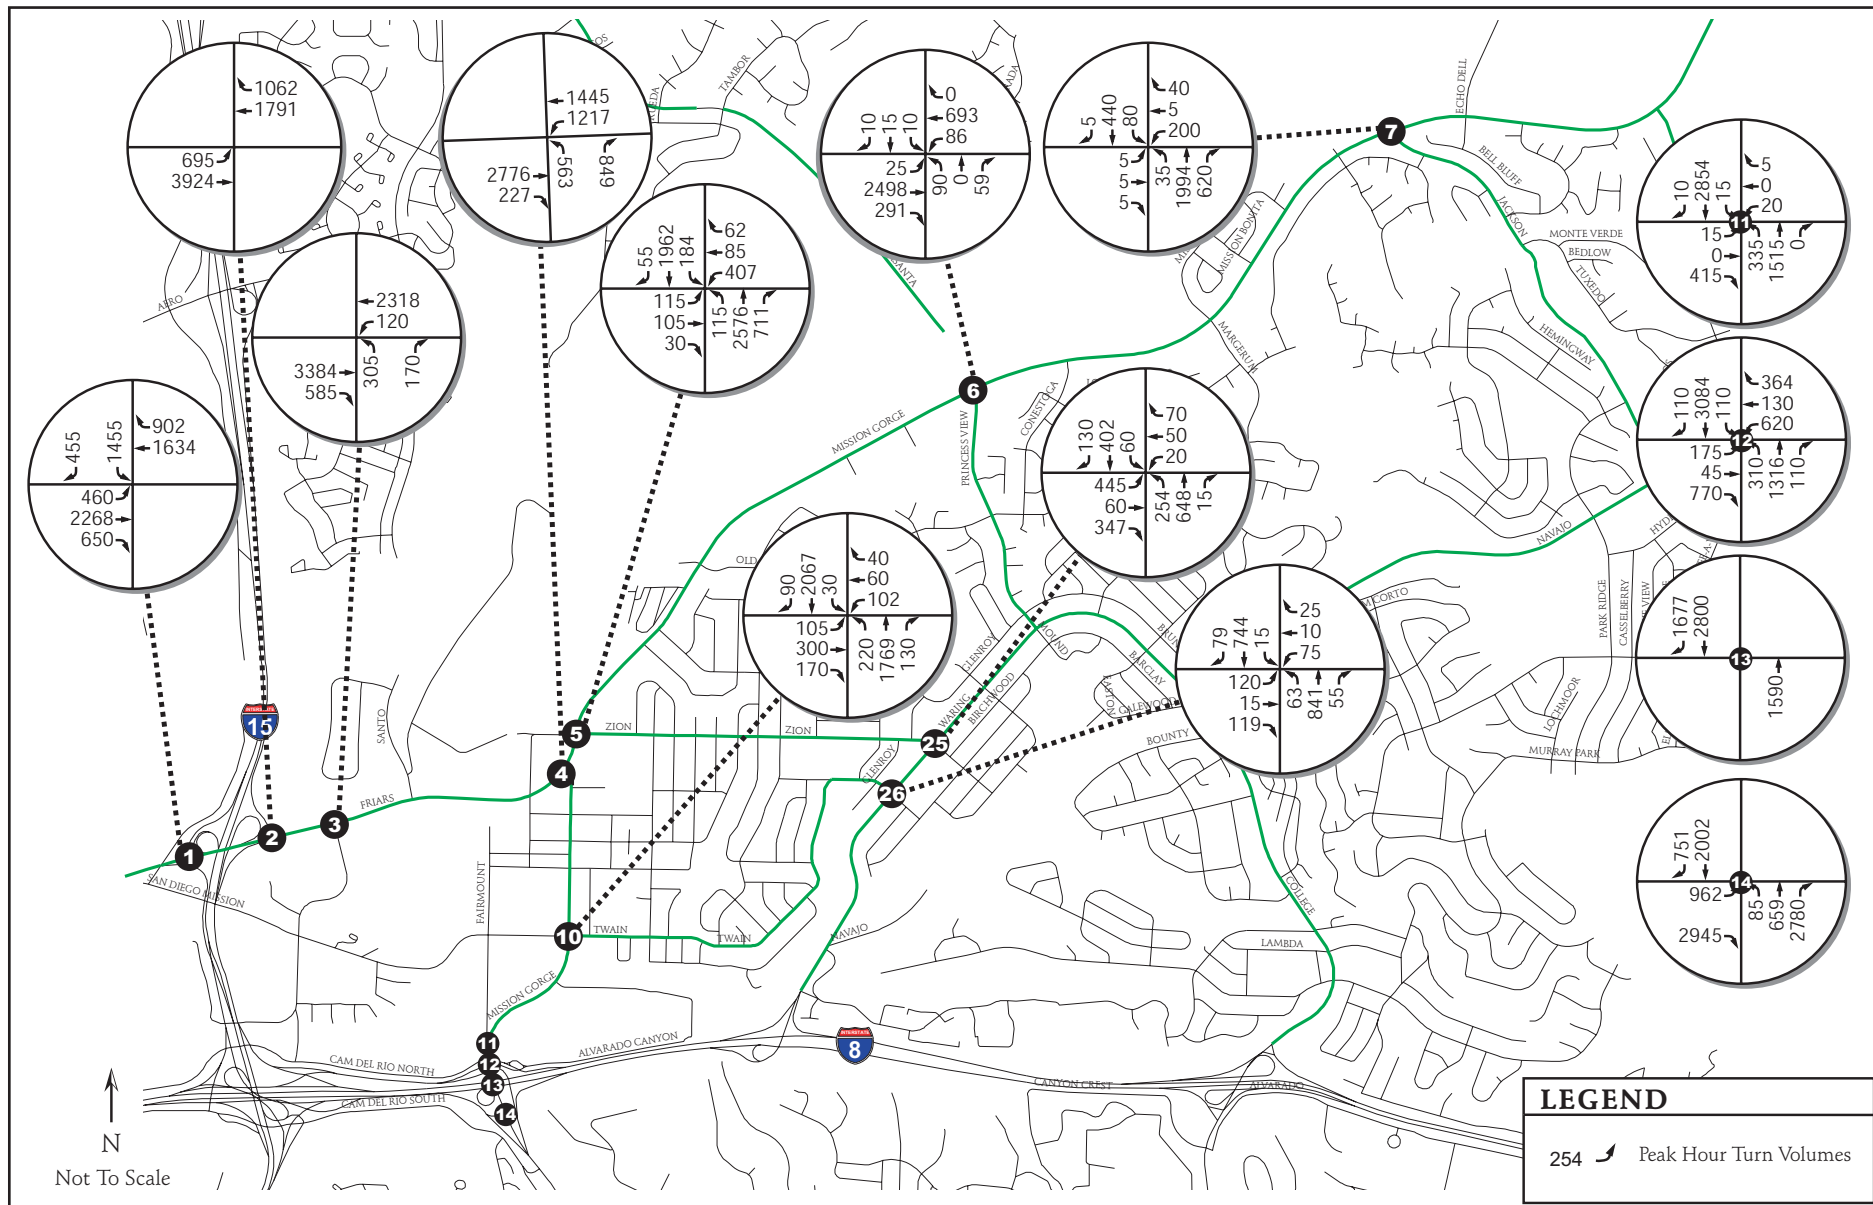 1062
1791
695
3924
1445
1217
2776
227
563
849
10
15
10
0
693
86
25
2498
291
90
0
59
5
440
80
40
5
200
5
5
5
35
1994
620
10
2854
15
5
0
20
11
15
0
415
335
1515
0
2318
120
3384
585
305
170
55
1962
184
62
85
407
115
105
30
115
2576
711
455
1455
902
1634
460
2268
650
130
402
60
70
50
20
445
60
347
254
648
15
110
3084
110
364
130
620
12
175
45
770
310
1316
110
90
2067
30
40
60
102
105
300
170
220
1769
130
79
744
15
25
10
75
120
15
119
63
841
55
1677
2800
13
1590
751
2002
14
962
2945
85
659
2780
TAMBOR
ECHO DELL
BELL BLUFF
JACKSON
MONTE VERDE
BEDLOW
TUXEDO
HEMINGWAY
MISSION BONITA
MARGERUM
AERO
SANTA
CONESTOGA
MISSION GORGE
PRINCESS VIEW
NAVAJO
PARK RIDGE
CASSELBERRY
LOCHMOOR
MURRAY PARK
OLD
ZION
ZION
GLENROY
WARING
BIRCHWOOD
MOUND
BARCLAY
EASTON
GALEWOOD
BOUNTY
GLENROY
SANTO
FRIARS
SAN DIEGO MISSION
FAIRMOUNT
TWAIN
TWAIN
NAVAJO
COLLEGE
LAMBDA
MISSION GORGE
ALVARADO CANYON
CAM DEL RIO NORTH
CAM DEL RIO SOUTH
CANYON CREST
ALVARADO
INTERSTATE
15
INTERSTATE
8
1
2
3
4
5
6
7
10
11
12
13
14
25
26
N
Not To Scale
LEGEND
254 Peak Hour Turn Volumes